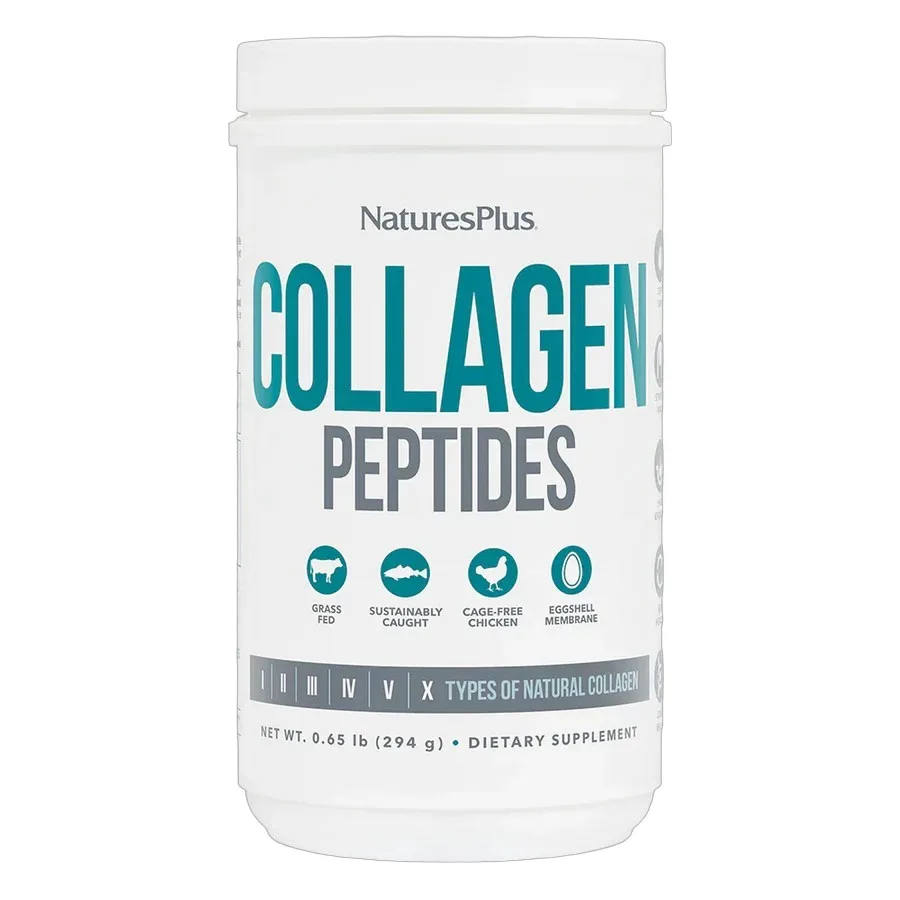 NaturesPlus.
COLLAGEN
PEPTIDES
GRASS
FED
SUSTAINABLY
CAUGHT
CAGE-FREE
CHICKEN
EGGSHELL
MEMBRANE
I | II | III | IV | V | X TYPES OF NATURAL COLLAGEN
NET WT. 0.65 lb (294 g) • DIETARY SUPPLEMENT